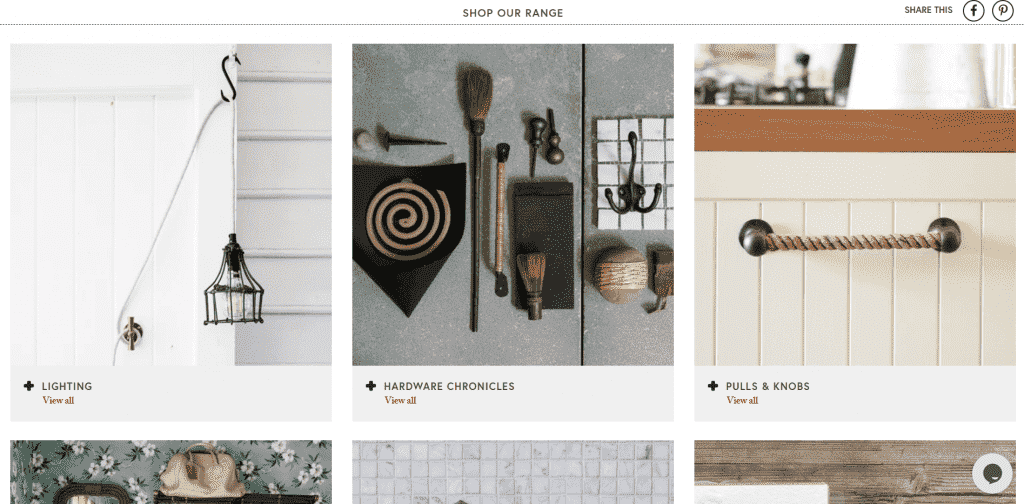 SHOP OUR RANGE
SHARE THIS
LIGHTING
View all
HARDWARE CHRONICLES
View all
PULLS & KNOBS
View all